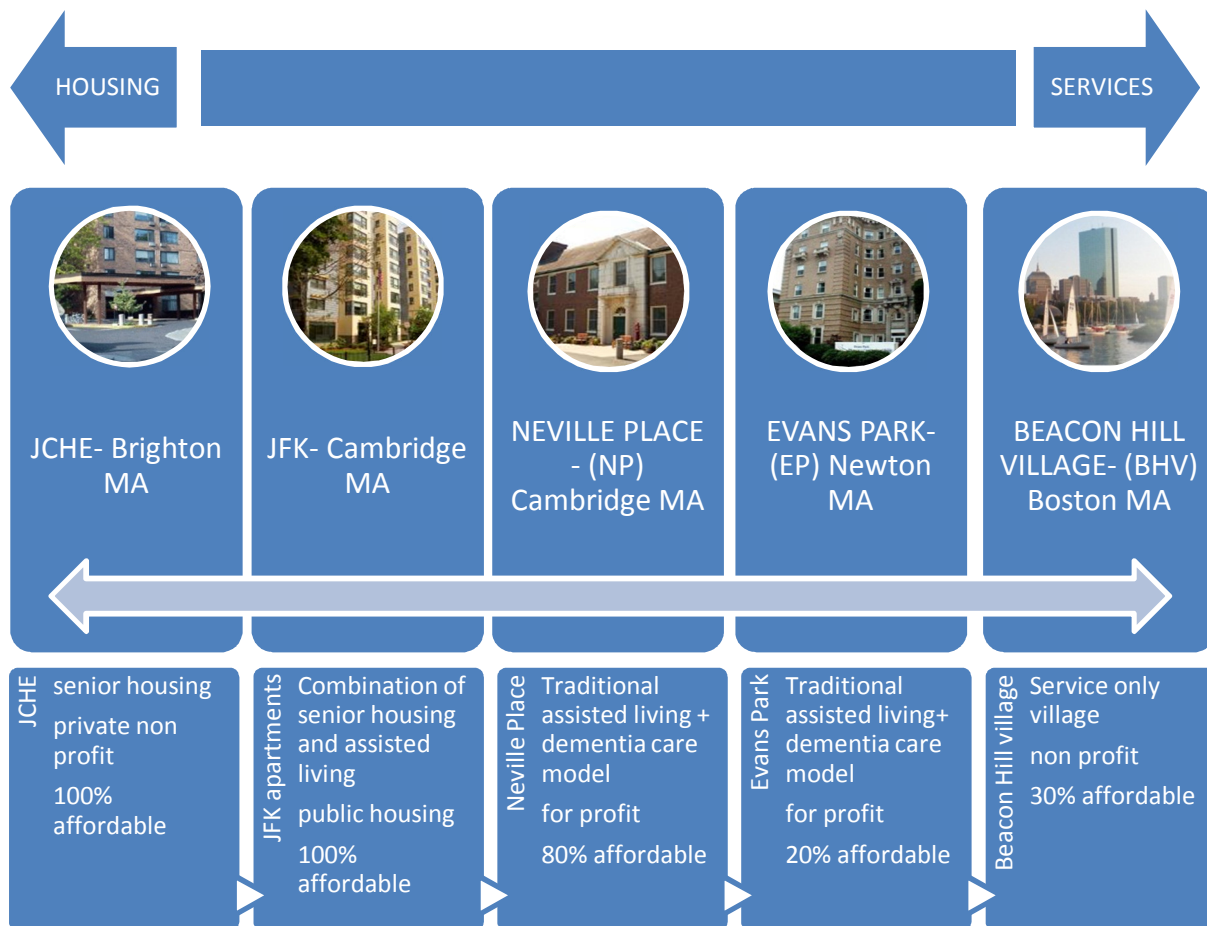 HOUSING
SERVICES
JCHE- Brighton
MA
JFK- Cambridge
MA
NEVILLE PLACE
- (NP)
Cambridge MA
EVANS PARK-
(EP) Newton
MA
BEACON HILL
VILLAGE- (BHV)
Boston MA
JCHE
senior housing
private non
profit
100%
affordable
JFK apartments
Combination of
senior housing
and assisted
living
public housing
100%
affordable
Neville Place
Traditional
assisted living +
dementia care
model
for profit
80% affordable
Evans Park
Traditional
assisted living+
dementia care
model
for profit
20% affordable
Beacon Hill village
Service only
village
non profit
30% affordable